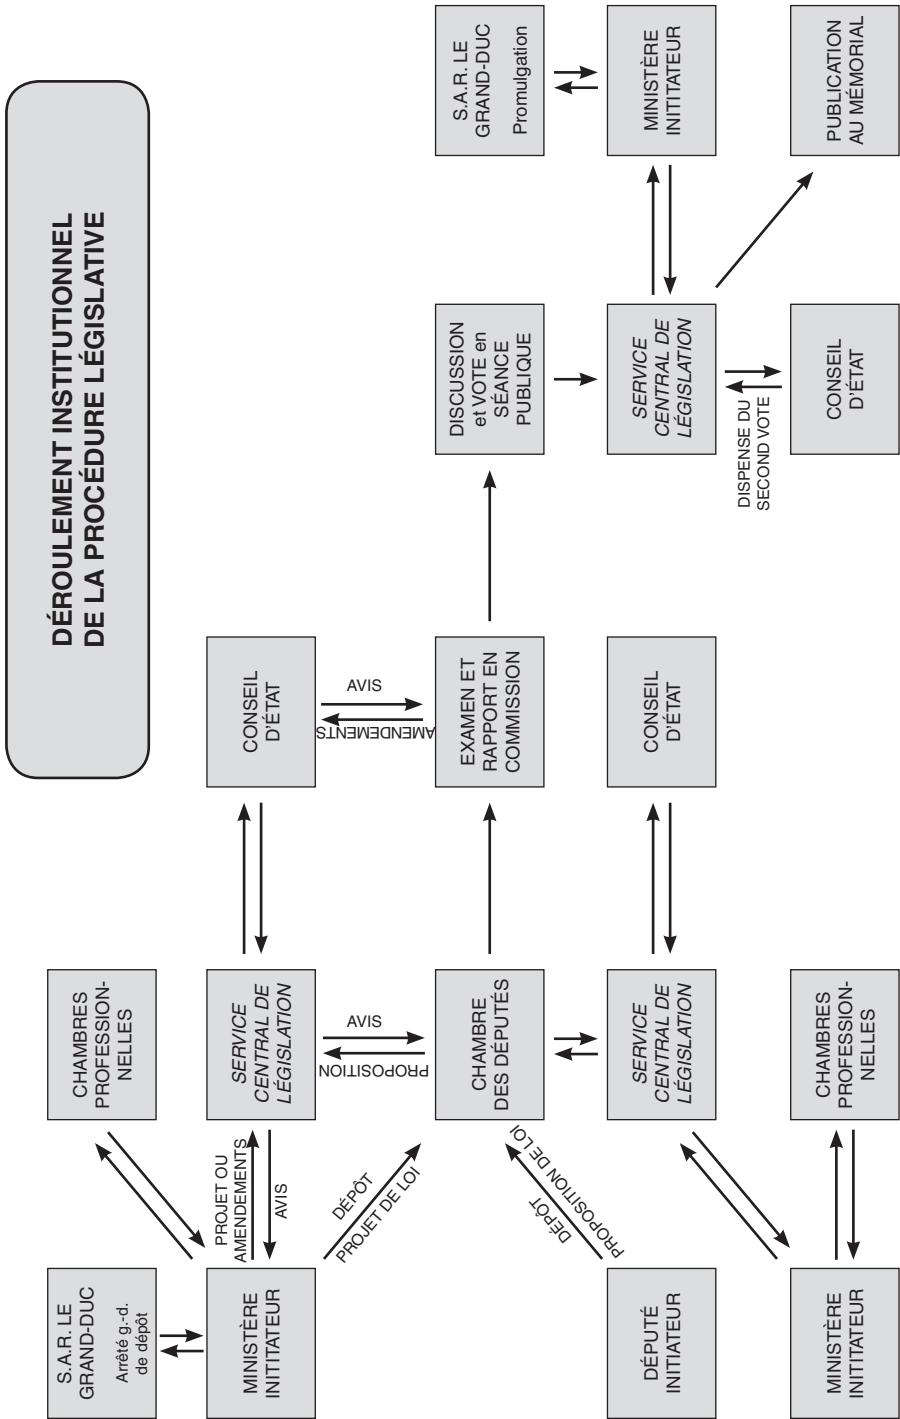 DÉROULEMENT INSTITUTIONNEL
DE LA PROCÉDURE LÉGISLATIVE
S.A.R. LE
GRAND-DUC
Arrêté g.-d.
de dépôt
CHAMBRES
PROFESSION-
NELLES
MINISTÈRE
INITITATEUR
PROJET OU
AMENDEMENTS
AVIS
SERVICE
CENTRAL DE
LÉGISLATION
CONSEIL
D'ÉTAT
DÉPÔT
PROJET DE LOI
PROPOSITION
AVIS
AMENDEMENTS
AVIS
CHAMBRE
DES DÉPUTÉS
EXAMEN ET
RAPPORT EN
COMMISSION
DISCUSSION
et VOTE en
SÉANCE
PUBLIQUE
S.A.R. LE
GRAND-DUC
Promulgation
DÉPÔT
PROPOSITION DE LOI
DÉPUTÉ
INITIATEUR
SERVICE
CENTRAL DE
LÉGISLATION
CONSEIL
D'ÉTAT
SERVICE
CENTRAL DE
LÉGISLATION
MINISTÈRE
INITITATEUR
DISPENSE DU
SECOND VOTE
MINISTÈRE
INITITATEUR
CHAMBRES
PROFESSION-
NELLES
CONSEIL
D'ÉTAT
PUBLICATION
AU MÉMORIAL